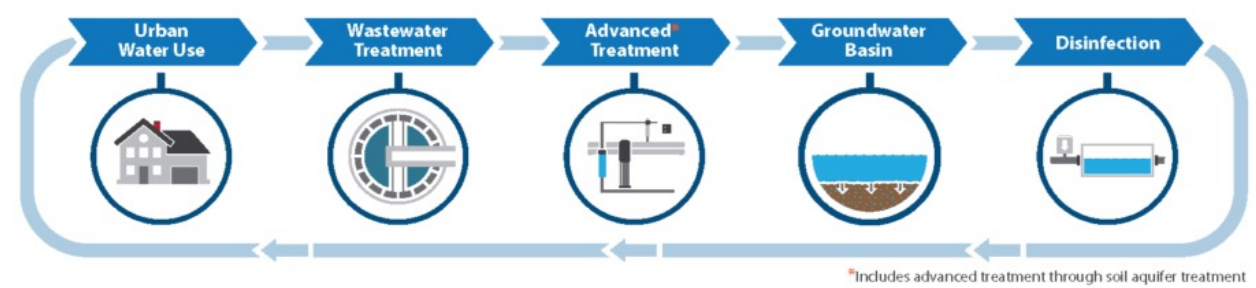 Urban
Water Use
Wastewater
Treatment
Advanced*
Treatment
Groundwater
Basin
Disinfection
*Includes advanced treatment through soil aquifer treatment